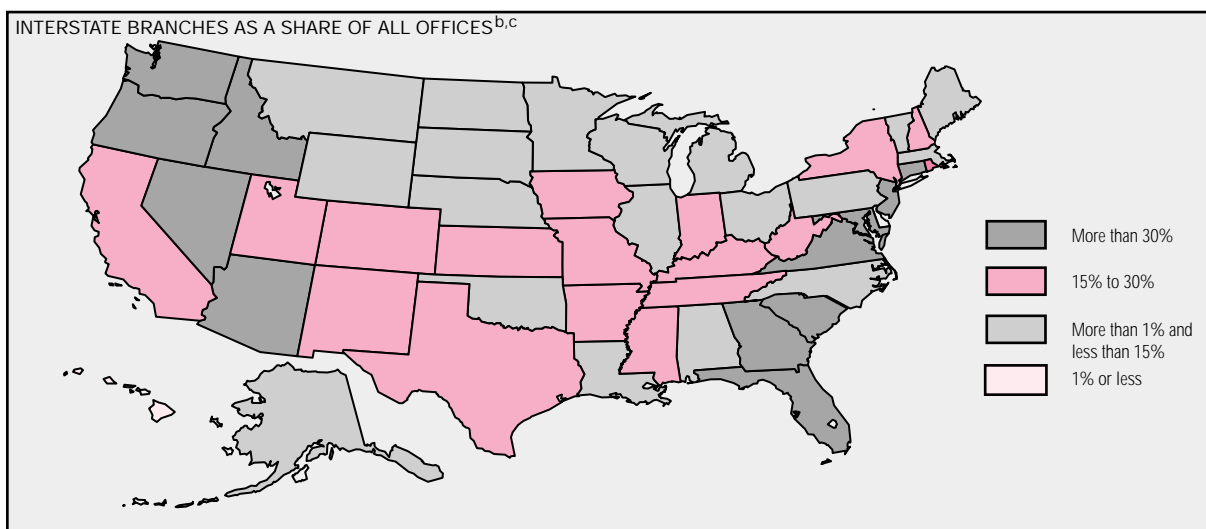 INTERSTATE BRANCHES AS A SHARE OF ALL OFFICES b,c
More than 30%
15% to 30%
More than 1% and
less than 15%
1% or less